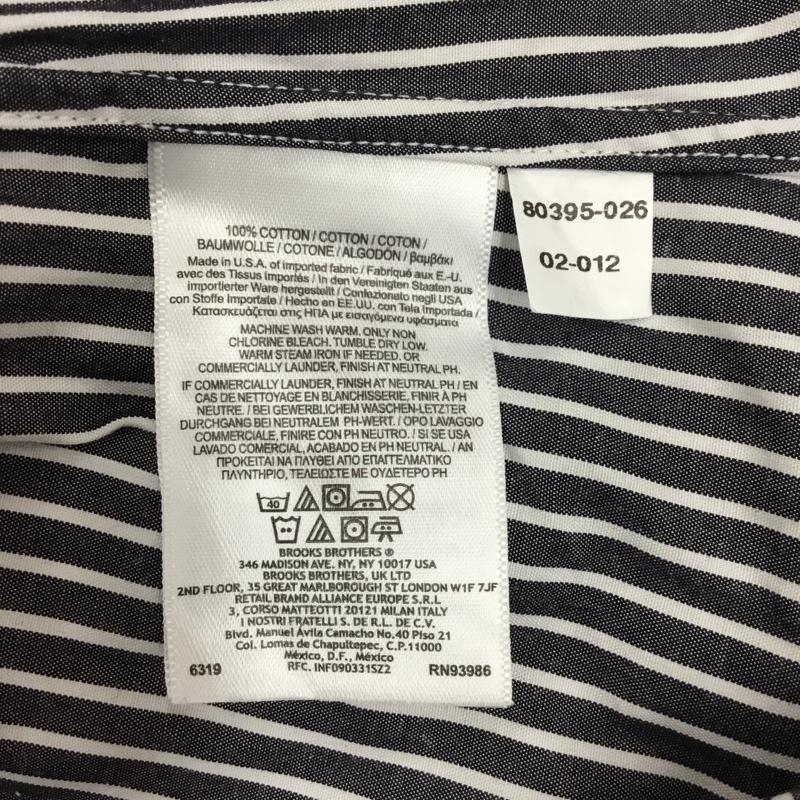 100% COTTON / COTTON / COTON /
BAUMWOLLE / COTONE / ALGODÓN / βαμβάκι
Made in U.S.A. of imported fabric / Fabriqué aux E.-U.
avec des Tissus Importés / In den Vereinigten Staaten aus
importierter Ware hergestellt / Confezionato negli USA
con Stoffe Importate / Hecho en EE.UU. con Tela Importada /
Κατασκευάζεται στις ΗΠΑ με εισαγόμενα υφάσματα
MACHINE WASH WARM. ONLY NON
CHLORINE BLEACH. TUMBLE DRY LOW.
WARM STEAM IRON IF NEEDED. OR
COMMERCIALLY LAUNDER, FINISH AT NEUTRAL PH.
IF COMMERCIALLY LAUNDER, FINISH AT NEUTRAL PH / EN
CAS DE NETTOYAGE EN BLANCHISSERIE, FINIR À PH
NEUTRE. / BEI GEWERBLICHEM WASCHEN-LETZTER
DURCHGANG BEI NEUTRALEM PH-WERT. / OPO LAVAGGIO
COMMERCIALE, FINIRE CON PH NEUTRO. / SI SE USA
LAVADO COMERCIAL, ACABADO EN PH NEUTRAL. / AN
ΠΡΟΚΕΙΤΑΙ ΝΑ ΠΛΥΘΕΙ ΑΠΟ ΕΠΑΓΓΕΛΜΑΤΙΚΟ
ΠΛΥΝΤΗΡΙΟ, ΤΕΛΕΙΩΣΤΕ ΜΕ ΟΥΔΕΤΕΡΟ PH
40
BROOKS BROTHERS ®
346 MADISON AVE. NY, NY 10017 USA
BROOKS BROTHERS, UK LTD
2ND FLOOR, 35 GREAT MARLBOROUGH ST LONDON W1F 7JF
RETAIL BRAND ALLIANCE EUROPE S.R.L
3, CORSO MATTEOTTI 20121 MILAN ITALY
I NOSTRI FRATELLI S. DE R.L. DE C.V.
Blvd. Manuel Ávila Camacho No.40 Piso 21
Col. Lomas de Chapultepec, C.P.11000
México, D.F., México
6319 RFC. INF090331SZ2 RN93986
80395-026
02-012